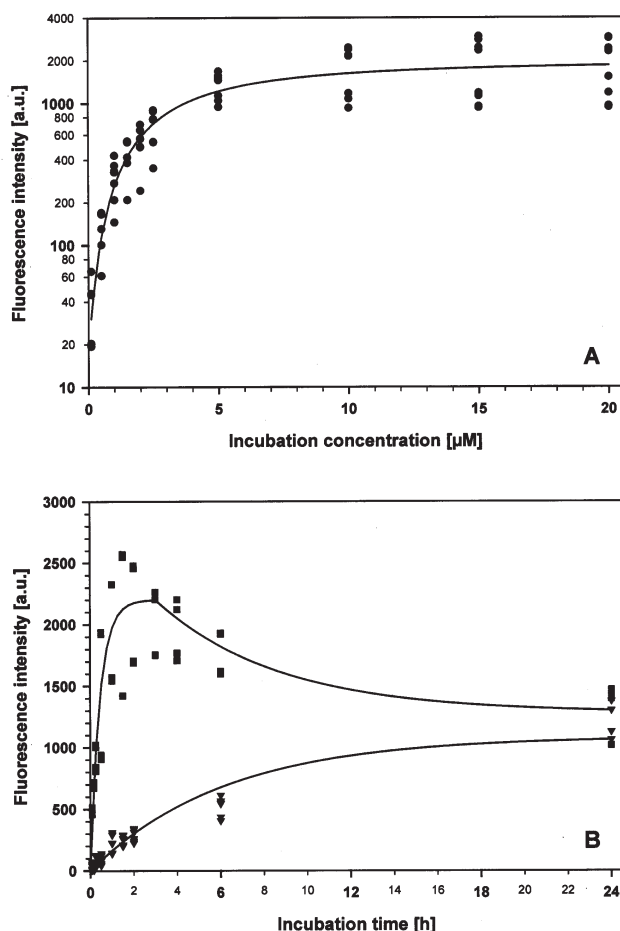 4000
2000
1000
800
600
400
200
100
80
60
40
20
10
Fluorescence intensity [a.u.]
A
0 5 10 15 20
Incubation concentration [µM]
3000
2500
2000
1500
1000
500
0
Fluorescence intensity [a.u.]
B
0 2 4 6 8 10 12 14 16 18 20 22 24
Incubation time [h]